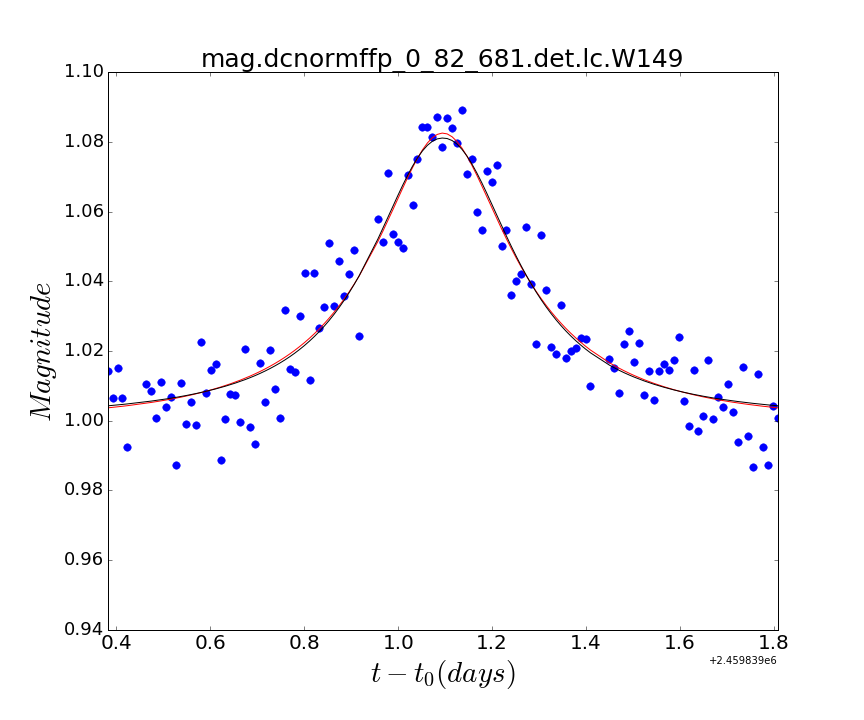 mag.dcnormffp_0_82_681.det.lc.W149
1.10
1.08
1.06
1.04
1.02
1.00
0.98
0.96
0.94
Magnitude
0.4 0.6 0.8 1.0 1.2 1.4 1.6 1.8
+2.459839e6
t − t₀(days)